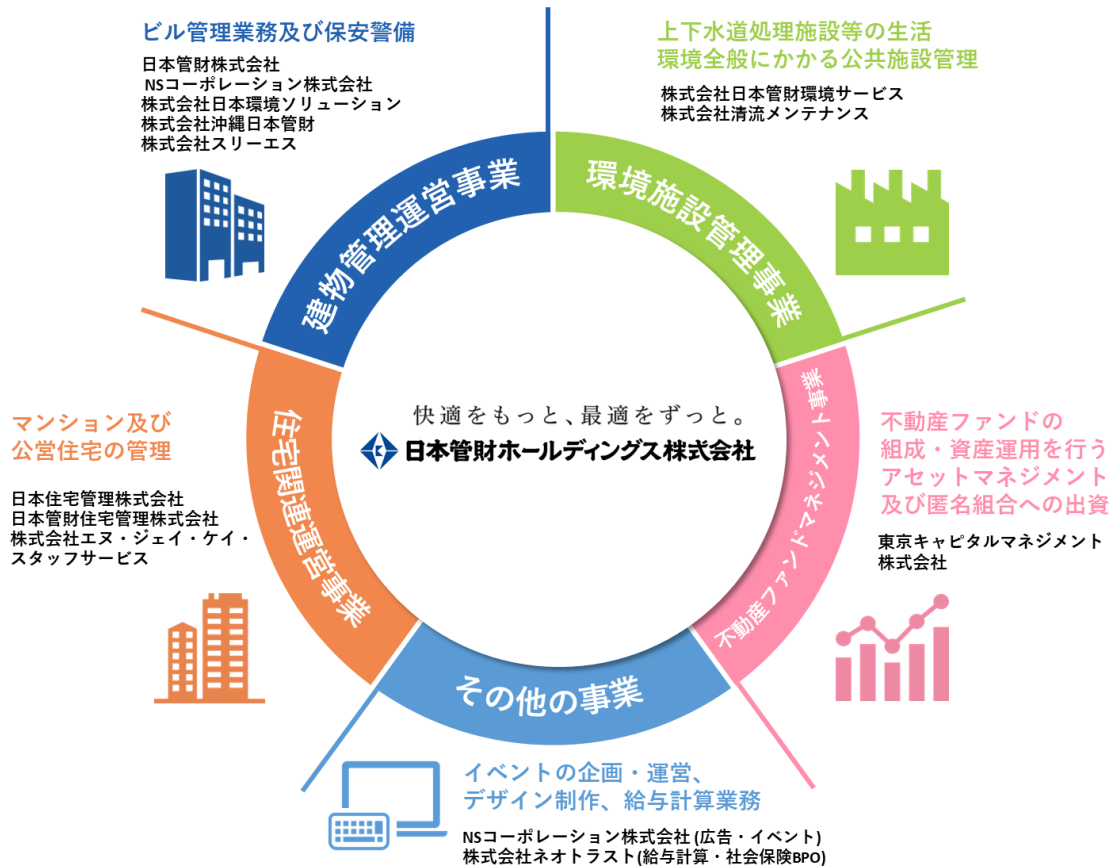 ビル管理業務及び保安警備
日本管財株式会社
NSコーポレーション株式会社
株式会社日本環境ソリューション
株式会社沖縄日本管財
株式会社スリーエス
建物管理運営事業
上下水道処理施設等の生活
環境全般にかかる公共施設管理
株式会社日本管財環境サービス
株式会社清流メンテナンス
環境施設管理事業
快適をもっと、最適をずっと。
日本管財ホールディングス株式会社
マンション及び
公営住宅の管理
日本住宅管理株式会社
日本管財住宅管理株式会社
株式会社エヌ・ジェイ・ケイ・
スタッフサービス
住宅関連運営事業
不動産ファンドの
組成・資産運用を行う
アセットマネジメント
及び匿名組合への出資
東京キャピタルマネジメント
株式会社
不動産ファンドマネジメント事業
その他の事業
イベントの企画・運営、
デザイン制作、給与計算業務
NSコーポレーション株式会社 (広告・イベント)
株式会社ネオトラスト(給与計算・社会保険BPO)